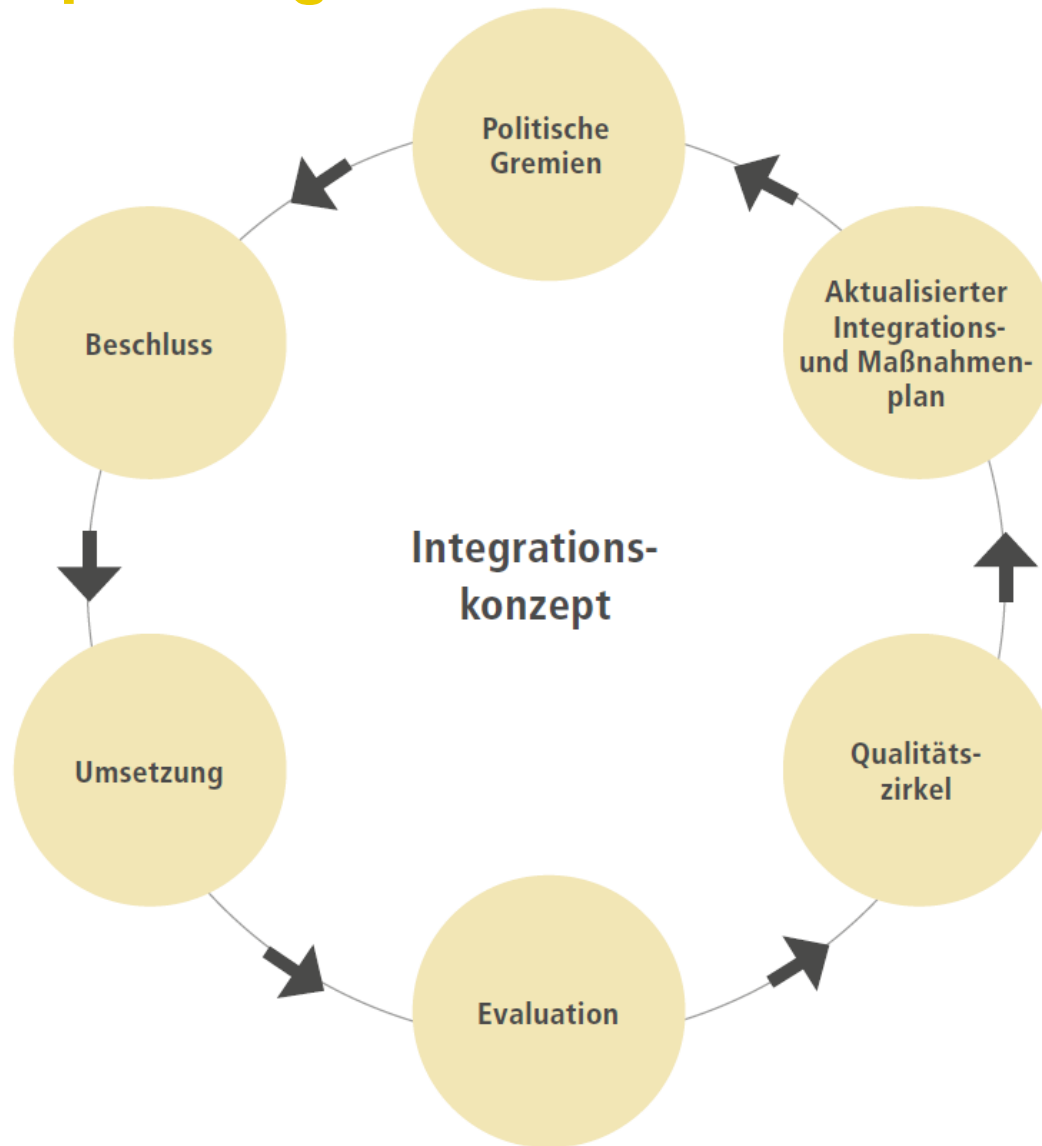 Politische
Gremien
Beschluss
Aktualisierter
Integrations-
und Maßnahmen-
plan
Integrations-
konzept
Umsetzung
Qualitäts-
zirkel
Evaluation